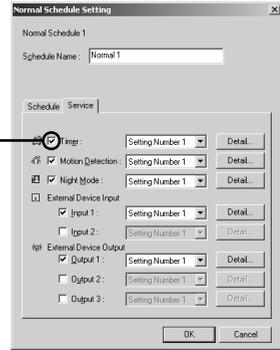 Normal Schedule Setting
Normal Schedule 1
Schedule Name : Normal 1
Schedule Service
Timer : Setting Number 1 Detail...
Motion Detection : Setting Number 1 Detail...
Night Mode : Setting Number 1 Detail...
External Device Input
Input 1 : Setting Number 1 Detail...
Input 2 : Setting Number 1 Detail...
External Device Output
Output 1 : Setting Number 1 Detail...
Output 2 : Setting Number 1 Detail...
Output 3 : Setting Number 1 Detail...
OK Cancel